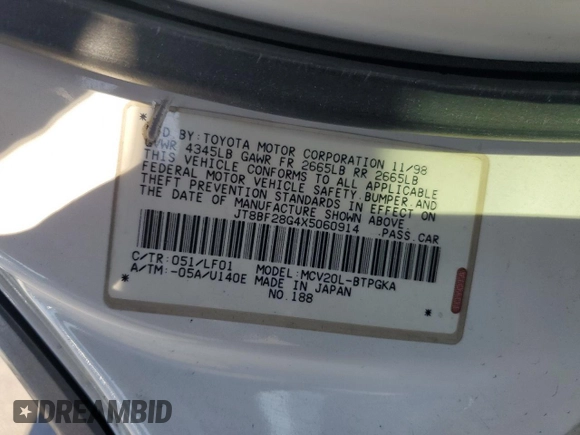 MFD BY: TOYOTA MOTOR CORPORATION 11/98
GVWR 4345LB GAWR FR 2665LB RR 2665LB
THIS VEHICLE CONFORMS TO ALL APPLICABLE
FEDERAL MOTOR VEHICLE SAFETY, BUMPER, AND
THEFT PREVENTION STANDARDS IN EFFECT ON
THE DATE OF MANUFACTURE SHOWN ABOVE.
* JT8BF28G4X5060914 * PASS.CAR
C/TR: 051/LF01 MODEL: MCV20L-BTPGKA
A/TM: -05A/U140E MADE IN JAPAN
NO.188
DREAMBID